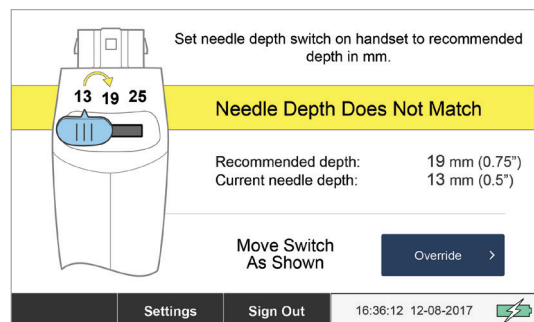 Set needle depth switch on handset to recommended
depth in mm.
13 19 25
Needle Depth Does Not Match
Recommended depth: 19 mm (0.75”)
Current needle depth: 13 mm (0.5”)
Move Switch
As Shown
Override >
Settings Sign Out 16:36:12 12-08-2017